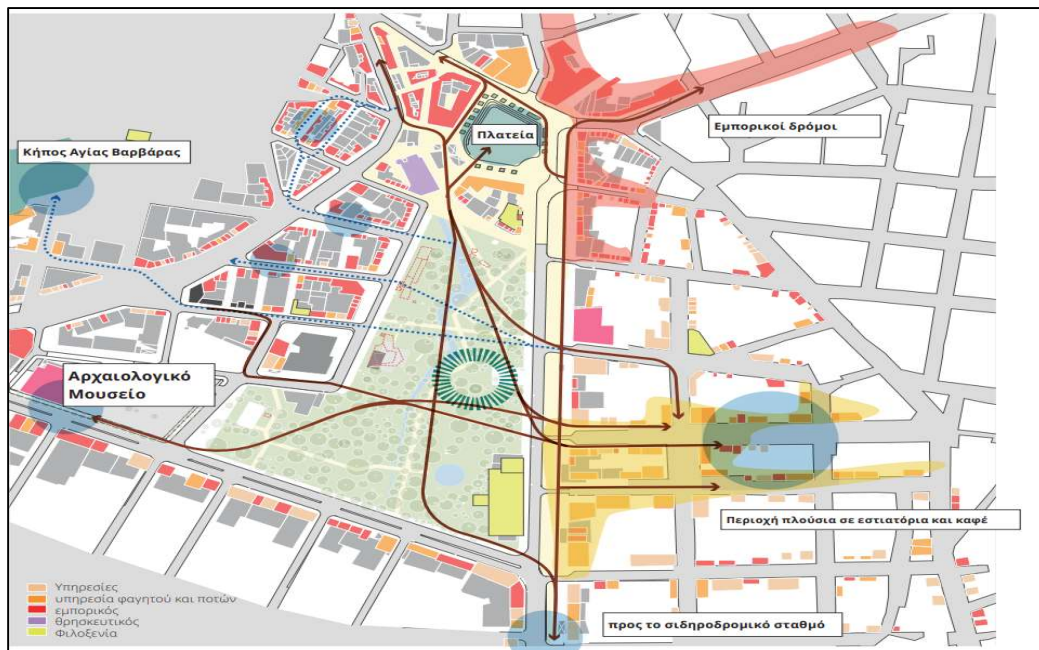 Πλατεία
Εμπορικοί δρόμοι
Κήπος Αγίας Βαρβάρας
Αρχαιολογικό
Μουσείο
Περιοχή πλούσια σε εστιατόρια και καφέ
προς το σιδηροδρομικό σταθμό
Υπηρεσίες
υπηρεσία φαγητού και ποτών
εμπορικός
θρησκευτικός
Φιλοξενία